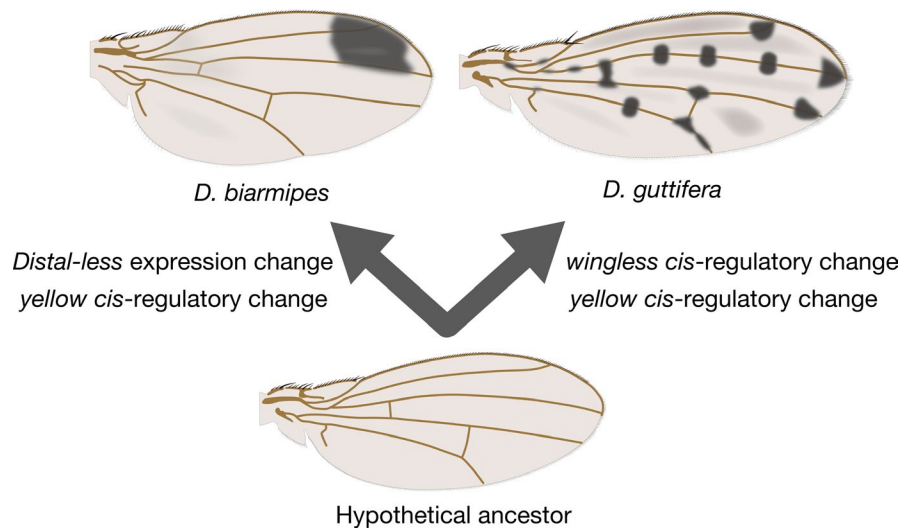 D. biarmipes
D. guttifera
Distal-less expression change
yellow cis-regulatory change
wingless cis-regulatory change
yellow cis-regulatory change
Hypothetical ancestor